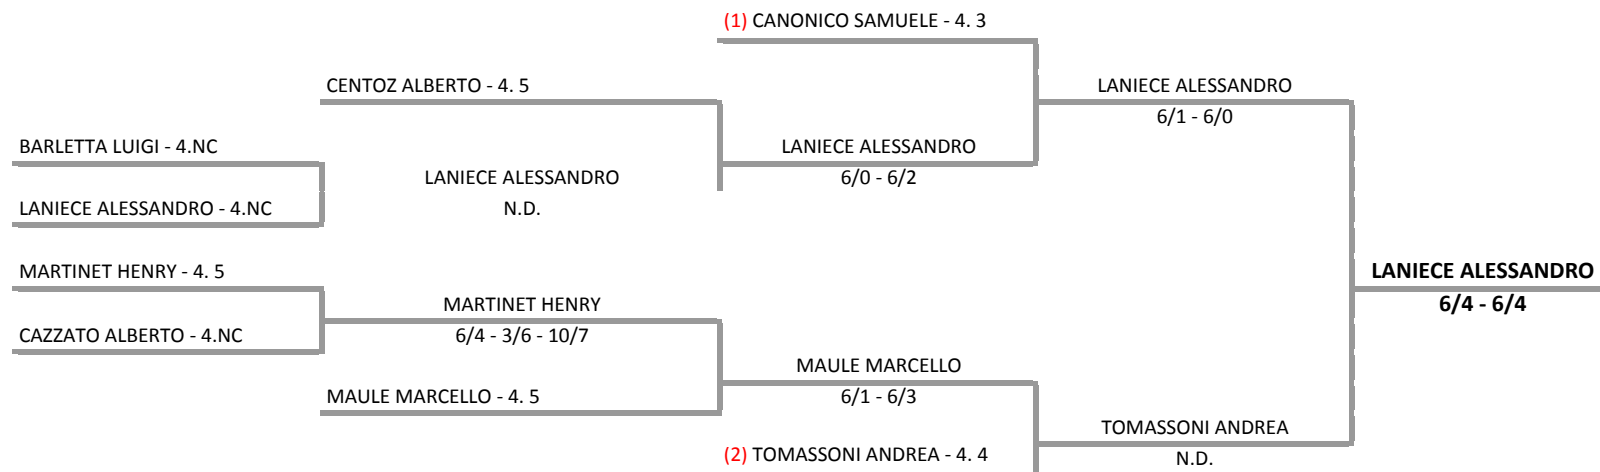 (1) CANONICO SAMUELE - 4. 3
CENTOZ ALBERTO - 4. 5
LANIECE ALESSANDRO
6/1 - 6/0
BARLETTA LUIGI - 4.NC
LANIECE ALESSANDRO
6/0 - 6/2
LANIECE ALESSANDRO
N.D.
LANIECE ALESSANDRO - 4.NC
MARTINET HENRY - 4. 5
LANIECE ALESSANDRO
6/4 - 6/4
MARTINET HENRY
6/4 - 3/6 - 10/7
CAZZATO ALBERTO - 4.NC
MAULE MARCELLO
6/1 - 6/3
MAULE MARCELLO - 4. 5
TOMASSONI ANDREA
N.D.
(2) TOMASSONI ANDREA - 4. 4